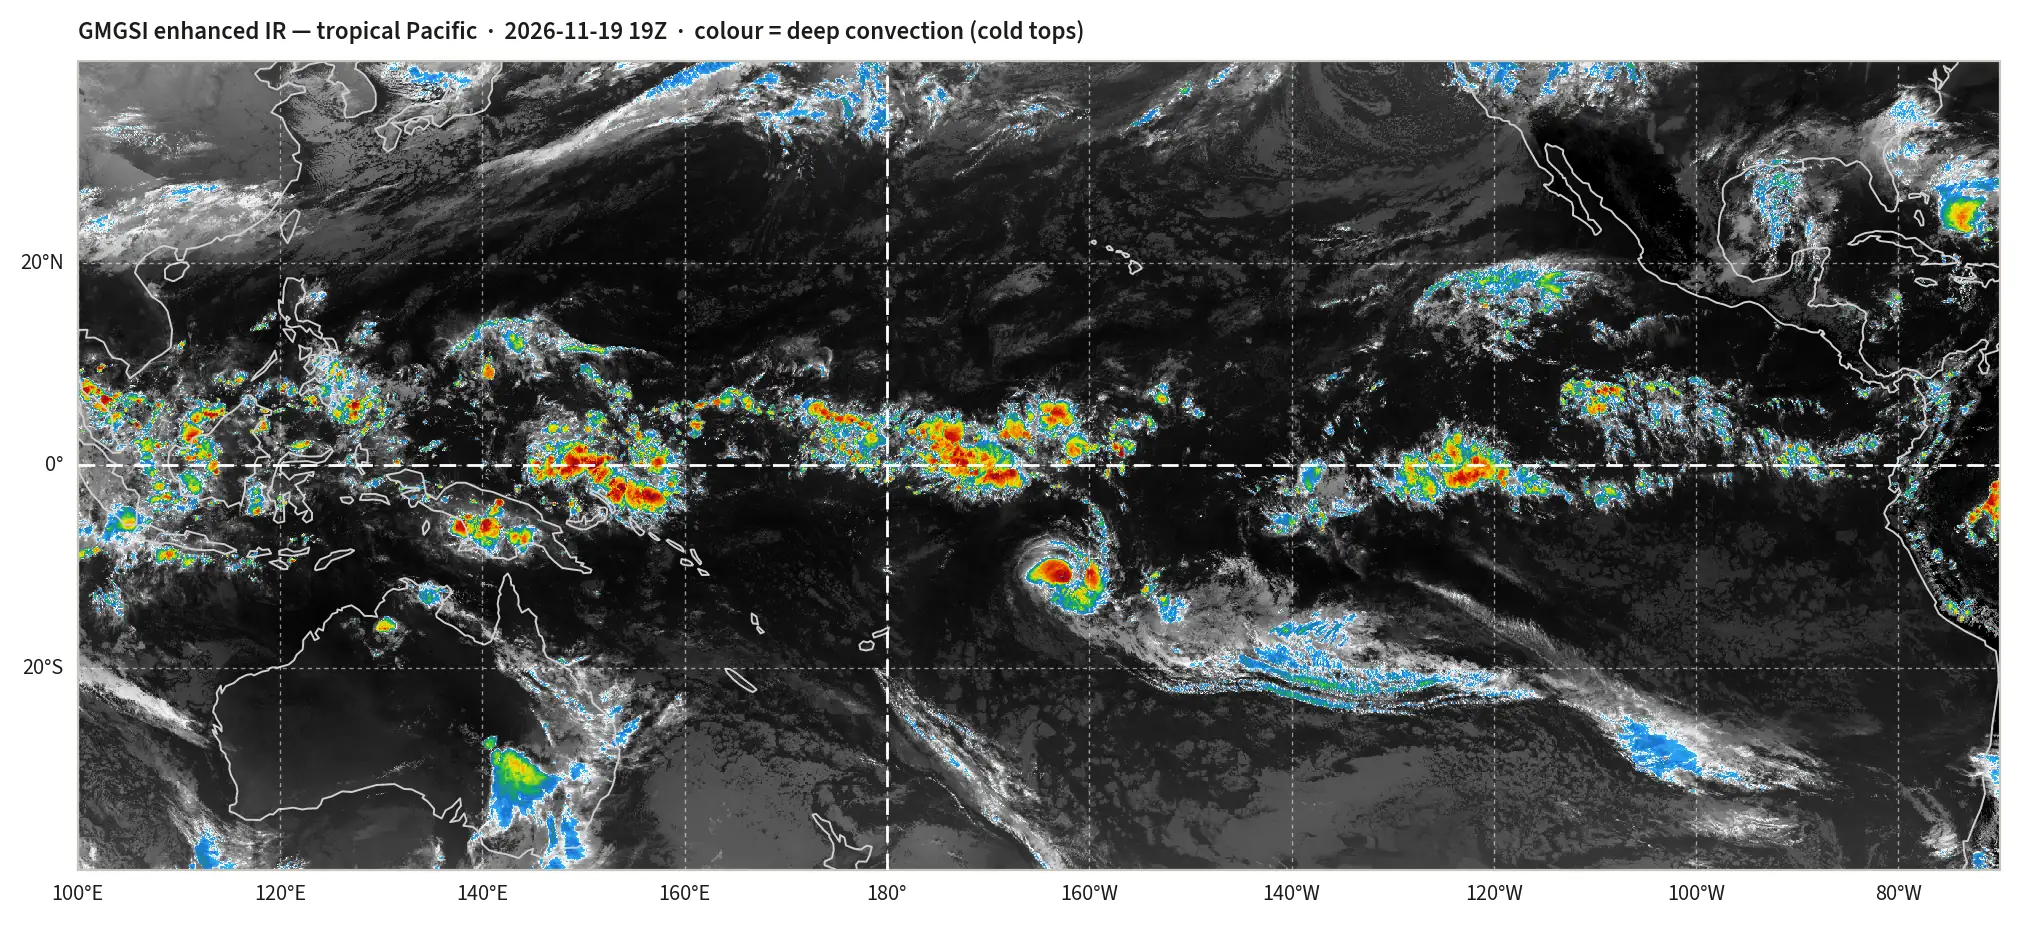 GMGSI enhanced IR — tropical Pacific · 2026-11-19 19Z · colour = deep convection (cold tops)
20°N
0°
20°S
100°E 120°E 140°E 160°E 180° 160°W 140°W 120°W 100°W 80°W